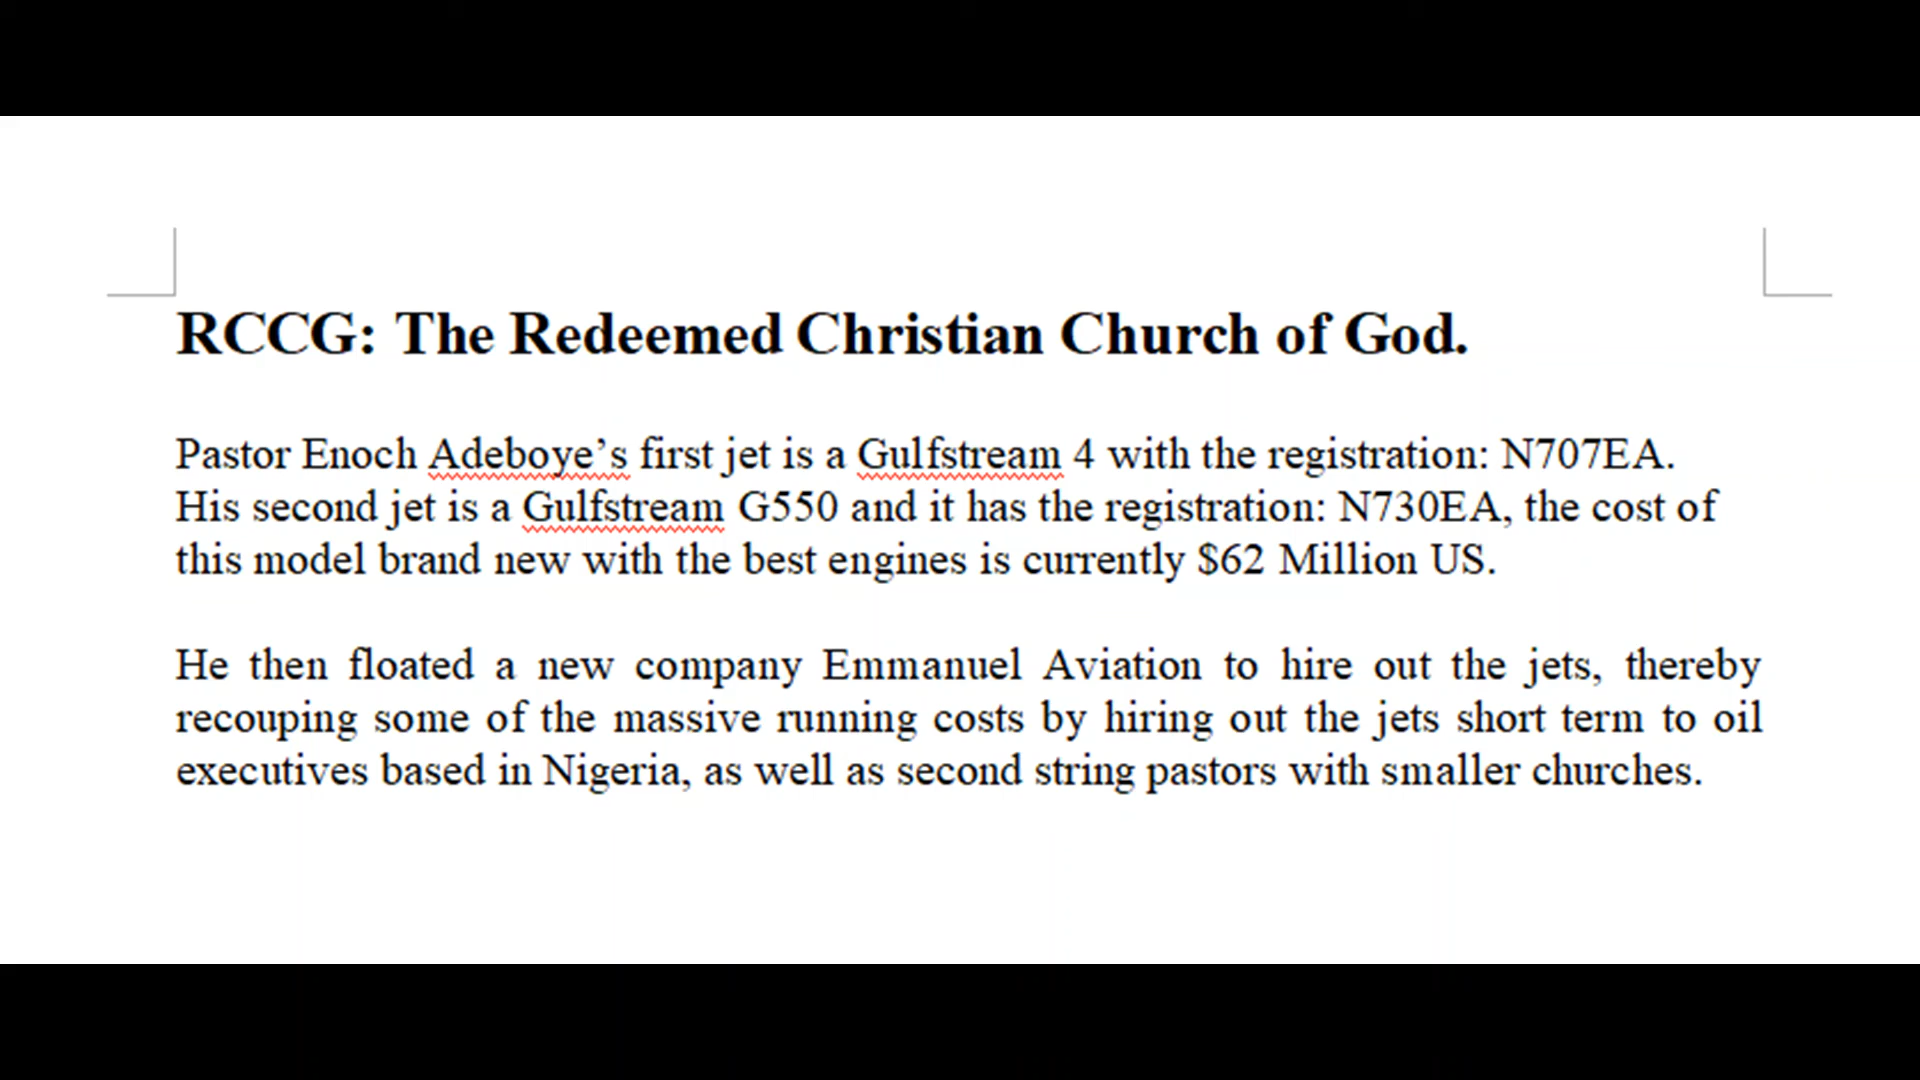 RCCG: The Redeemed Christian Church of God.
Pastor Enoch Adeboye’s first jet is a Gulfstream 4 with the registration: N707EA.
His second jet is a Gulfstream G550 and it has the registration: N730EA, the cost of
this model brand new with the best engines is currently $62 Million US.
He then floated a new company Emmanuel Aviation to hire out the jets, thereby
recouping some of the massive running costs by hiring out the jets short term to oil
executives based in Nigeria, as well as second string pastors with smaller churches.